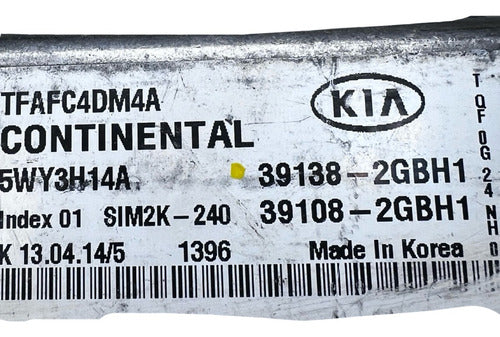 TFAFC4DM4A
KIA
CONTINENTAL
5WY3H14A 39138-2GBH1
Index 01 SIM2K-240 39108-2GBH1
K 13.04.14/5 1396 Made In Korea
TQF0G24NH0